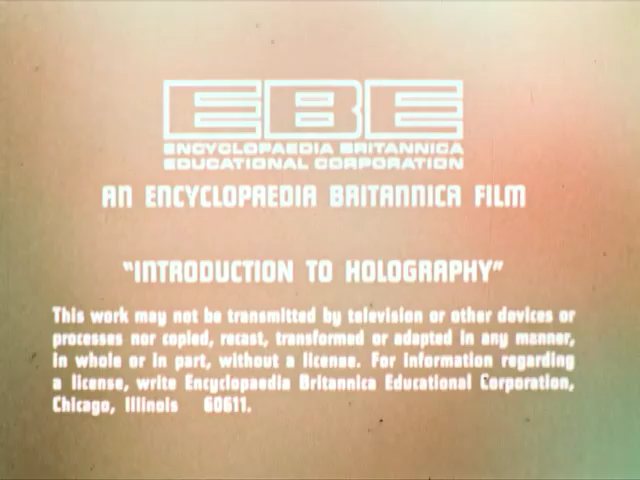 EBE
ENCYCLOPAEDIA BRITANNICA
EDUCATIONAL CORPORATION
AN ENCYCLOPAEDIA BRITANNICA FILM
"INTRODUCTION TO HOLOGRAPHY"
This work may not be transmitted by television or other devices or
processes nor copied, recast, transformed or adapted in any manner,
in whole or in part, without a license. For information regarding
a license, write Encyclopaedia Britannica Educational Corporation,
Chicago, Illinois 60611.